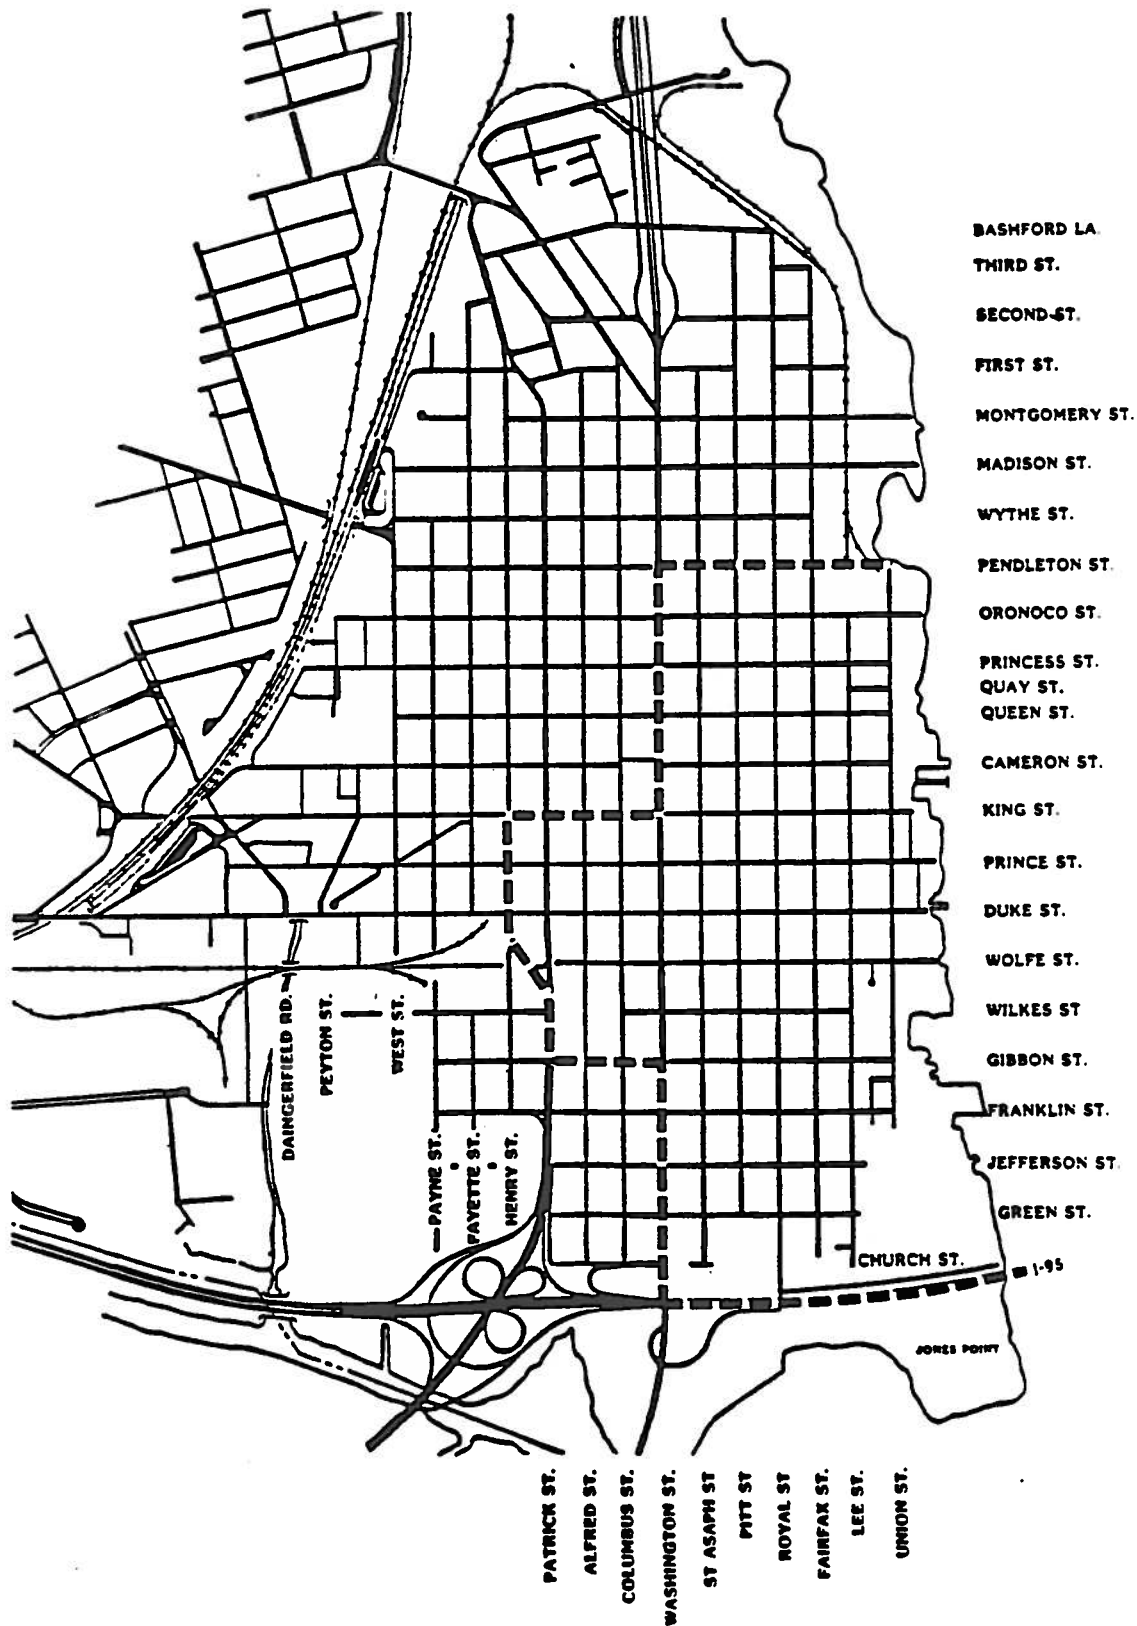 BASHFORD LA.
THIRD ST.
SECOND ST.
FIRST ST.
MONTGOMERY ST.
MADISON ST.
WYTHE ST.
PENDLETON ST.
ORONOCO ST.
PRINCESS ST.
QUAY ST.
QUEEN ST.
CAMERON ST.
KING ST.
PRINCE ST.
DUKE ST.
WOLFE ST.
WILKES ST
GIBBON ST.
FRANKLIN ST.
JEFFERSON ST.
GREEN ST.
CHURCH ST.
I-95
JONES POINT
DAINGERFIELD RD.
PEYTON ST.
WEST ST.
PAYNE ST.
FAYETTE ST.
HENRY ST.
PATRICK ST.
ALFRED ST.
COLUMBUS ST.
WASHINGTON ST.
ST ASAPH ST
PITT ST
ROYAL ST
FAIRFAX ST.
LEE ST.
UNION ST.